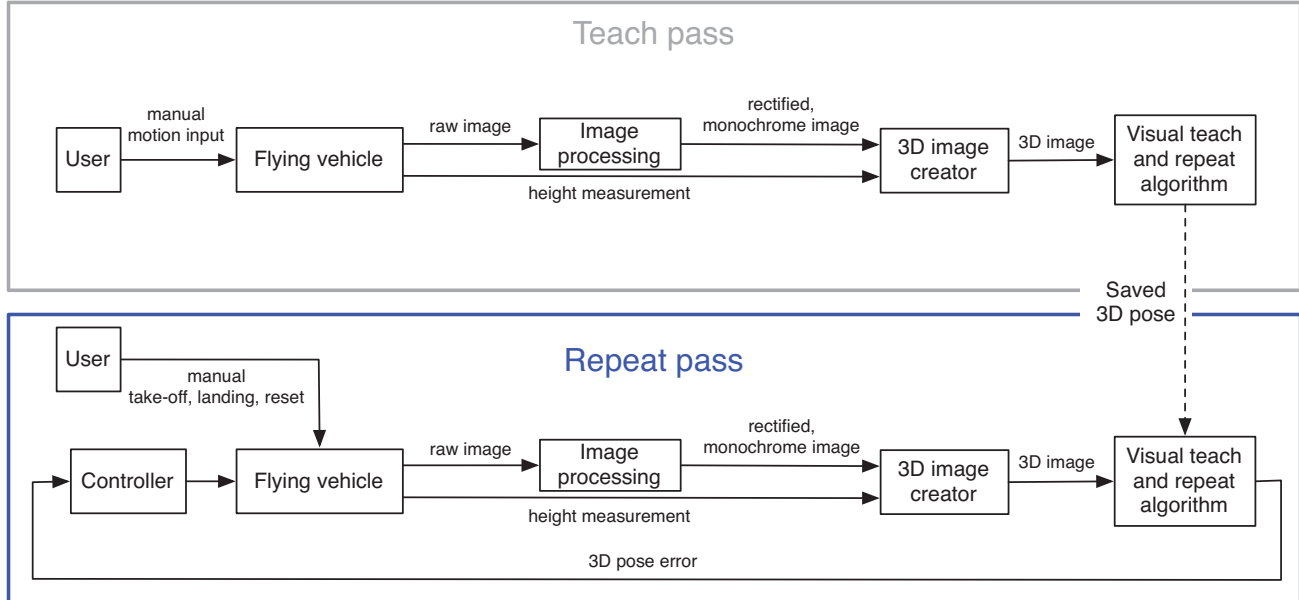 Teach pass
manual
motion input
User
Flying vehicle
raw image
Image
processing
rectified,
monochrome image
height measurement
3D image
creator
3D image
Visual teach
and repeat
algorithm
Saved
3D pose
Repeat pass
User
manual
take-off, landing, reset
Controller
Flying vehicle
raw image
Image
processing
rectified,
monochrome image
height measurement
3D image
creator
3D image
Visual teach
and repeat
algorithm
3D pose error